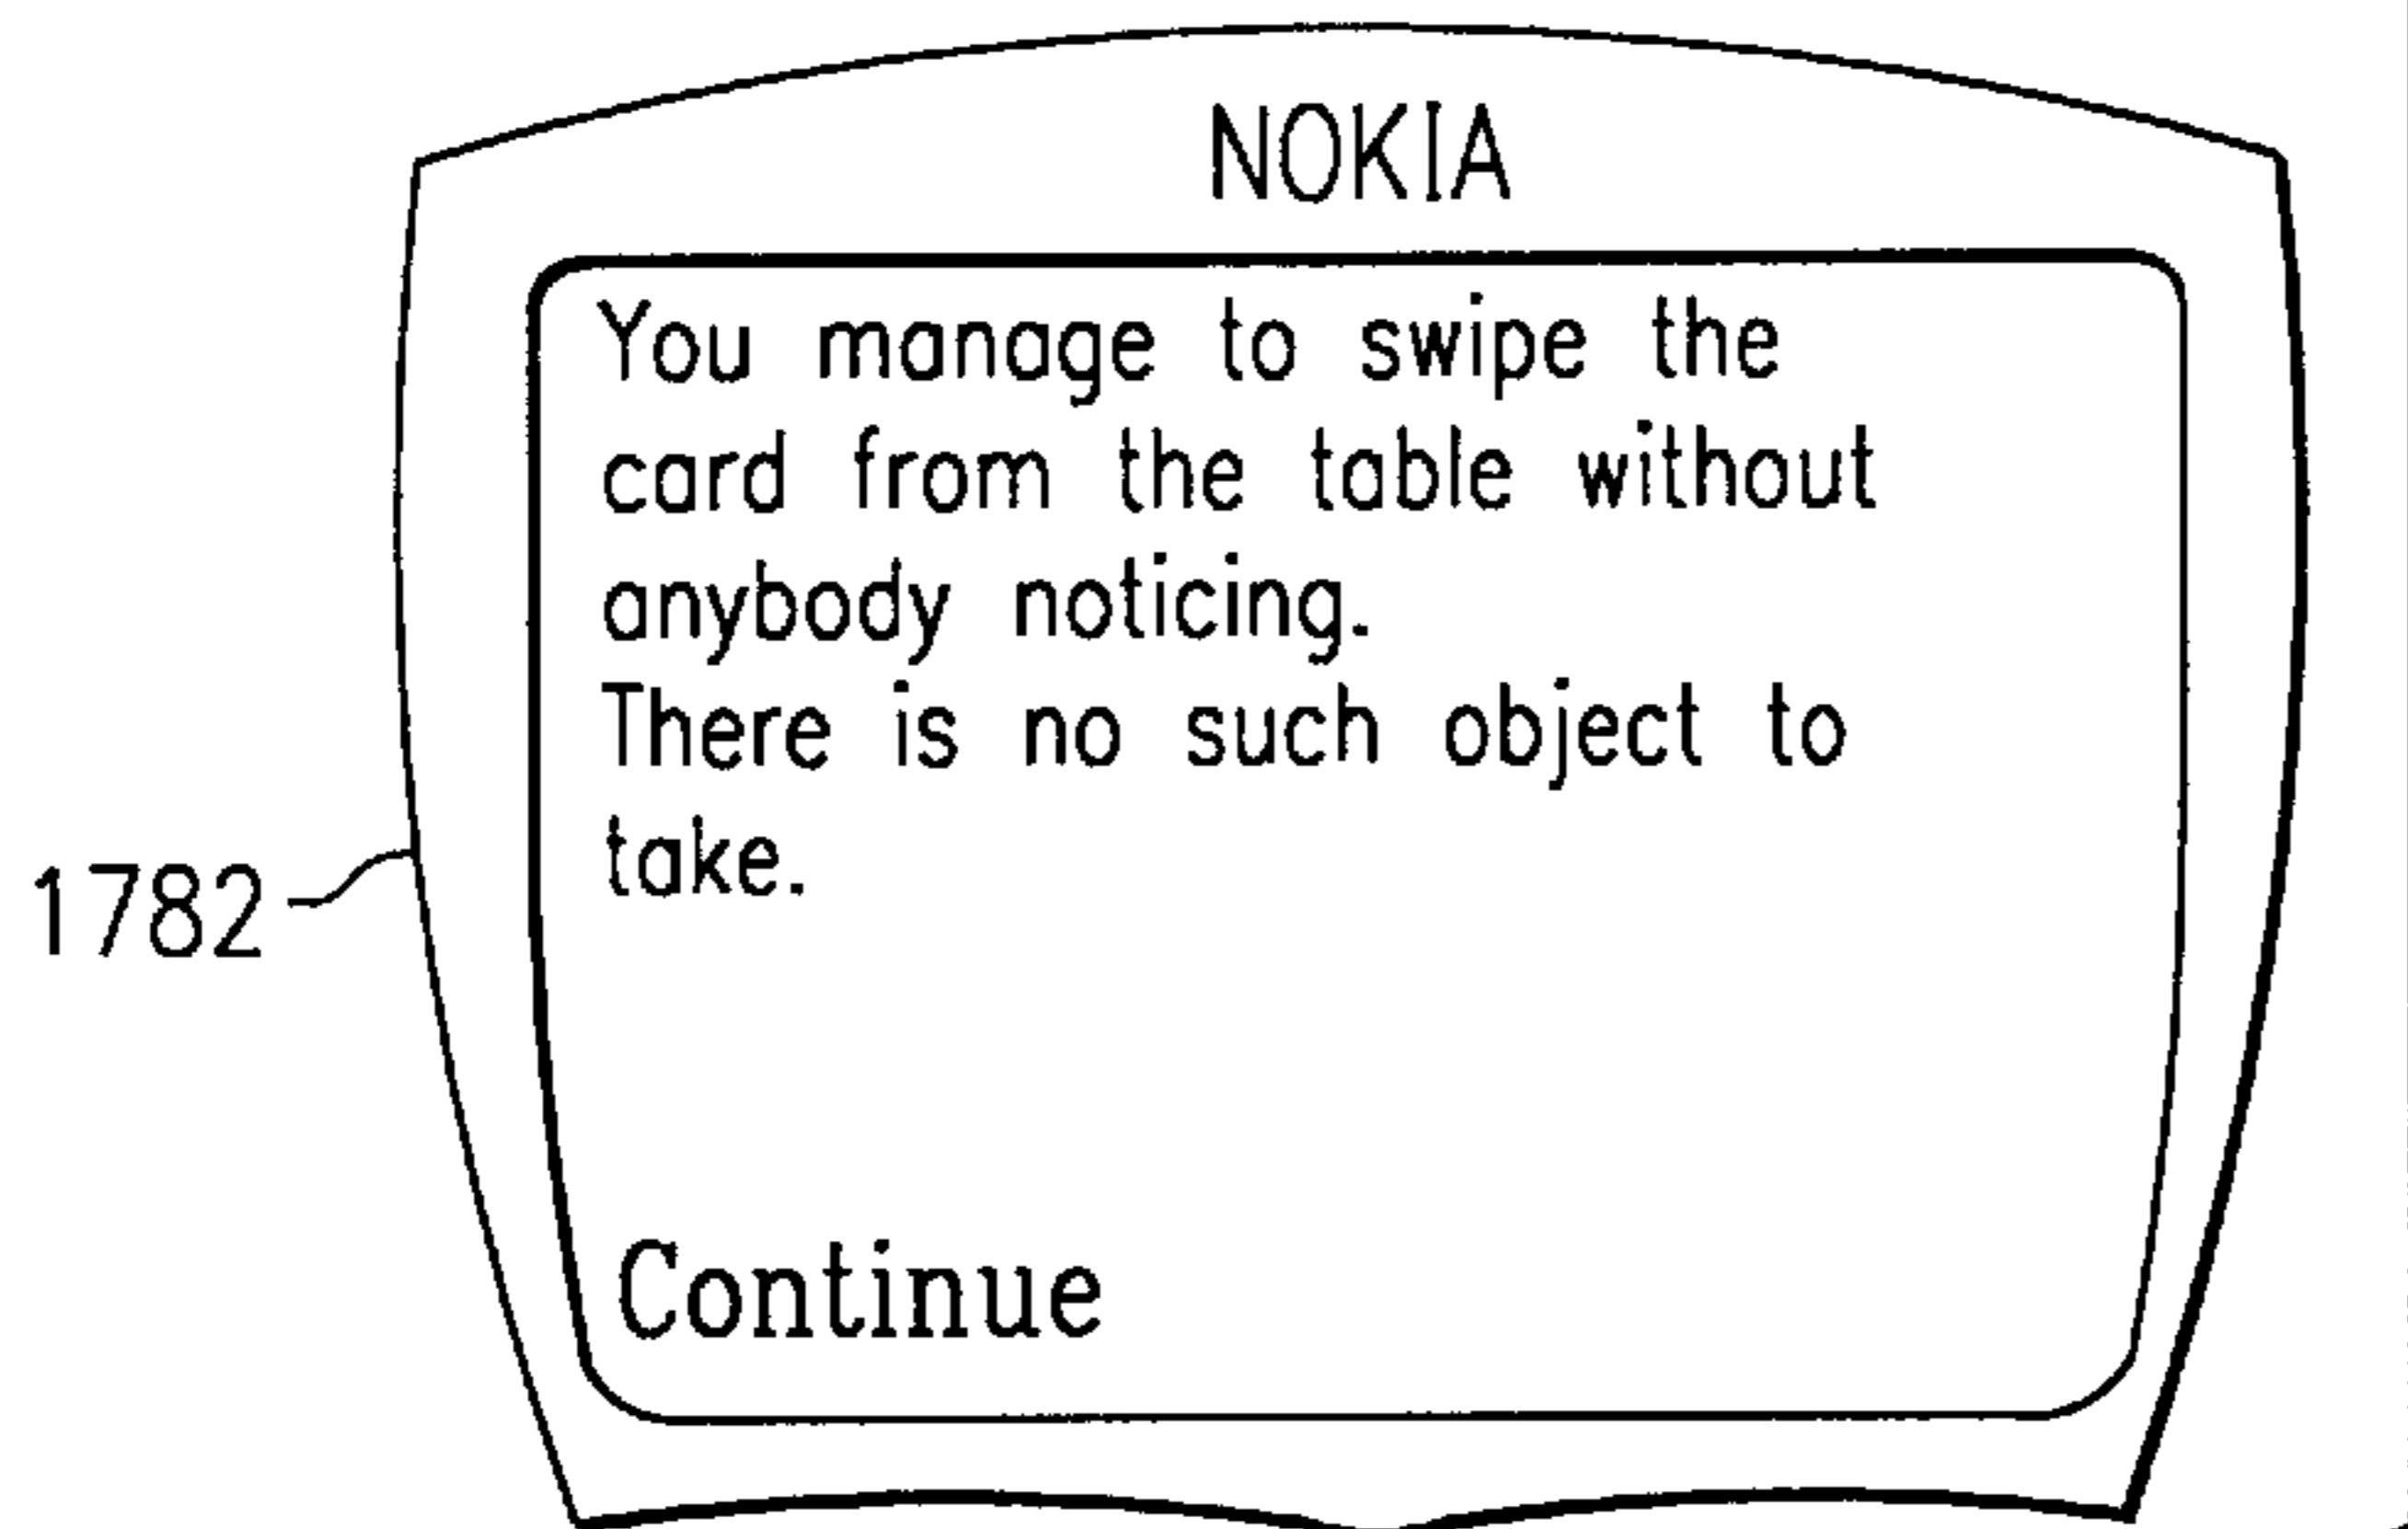 NOKIA
You manage to swipe the
card from the table without
anybody noticing.
There is no such object to
take.
1782
Continue